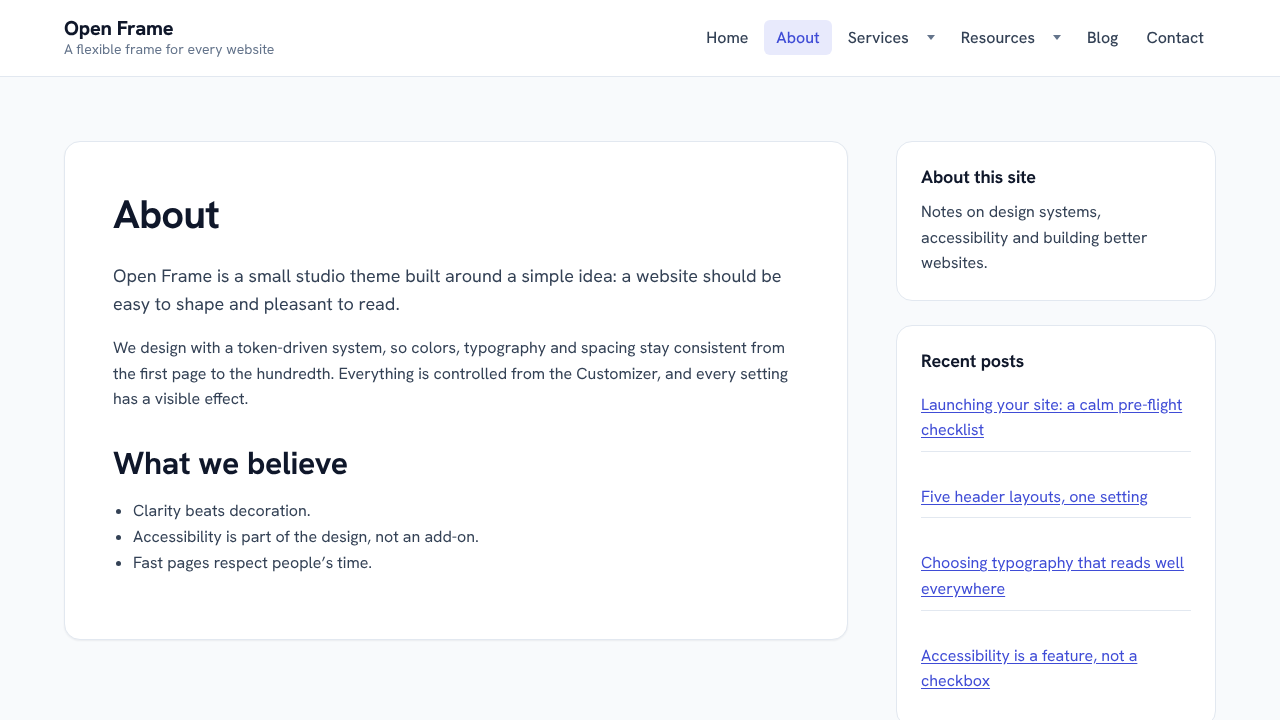 Open Frame
A flexible frame for every website
Home About Services Resources Blog Contact
About
Open Frame is a small studio theme built around a simple idea: a website should be
easy to shape and pleasant to read.
We design with a token-driven system, so colors, typography and spacing stay consistent from
the first page to the hundredth. Everything is controlled from the Customizer, and every setting
has a visible effect.
What we believe
• Clarity beats decoration.
• Accessibility is part of the design, not an add-on.
• Fast pages respect people’s time.
About this site
Notes on design systems,
accessibility and building better
websites.
Recent posts
Launching your site: a calm pre-flight
checklist
Five header layouts, one setting
Choosing typography that reads well
everywhere
Accessibility is a feature, not a
checkbox